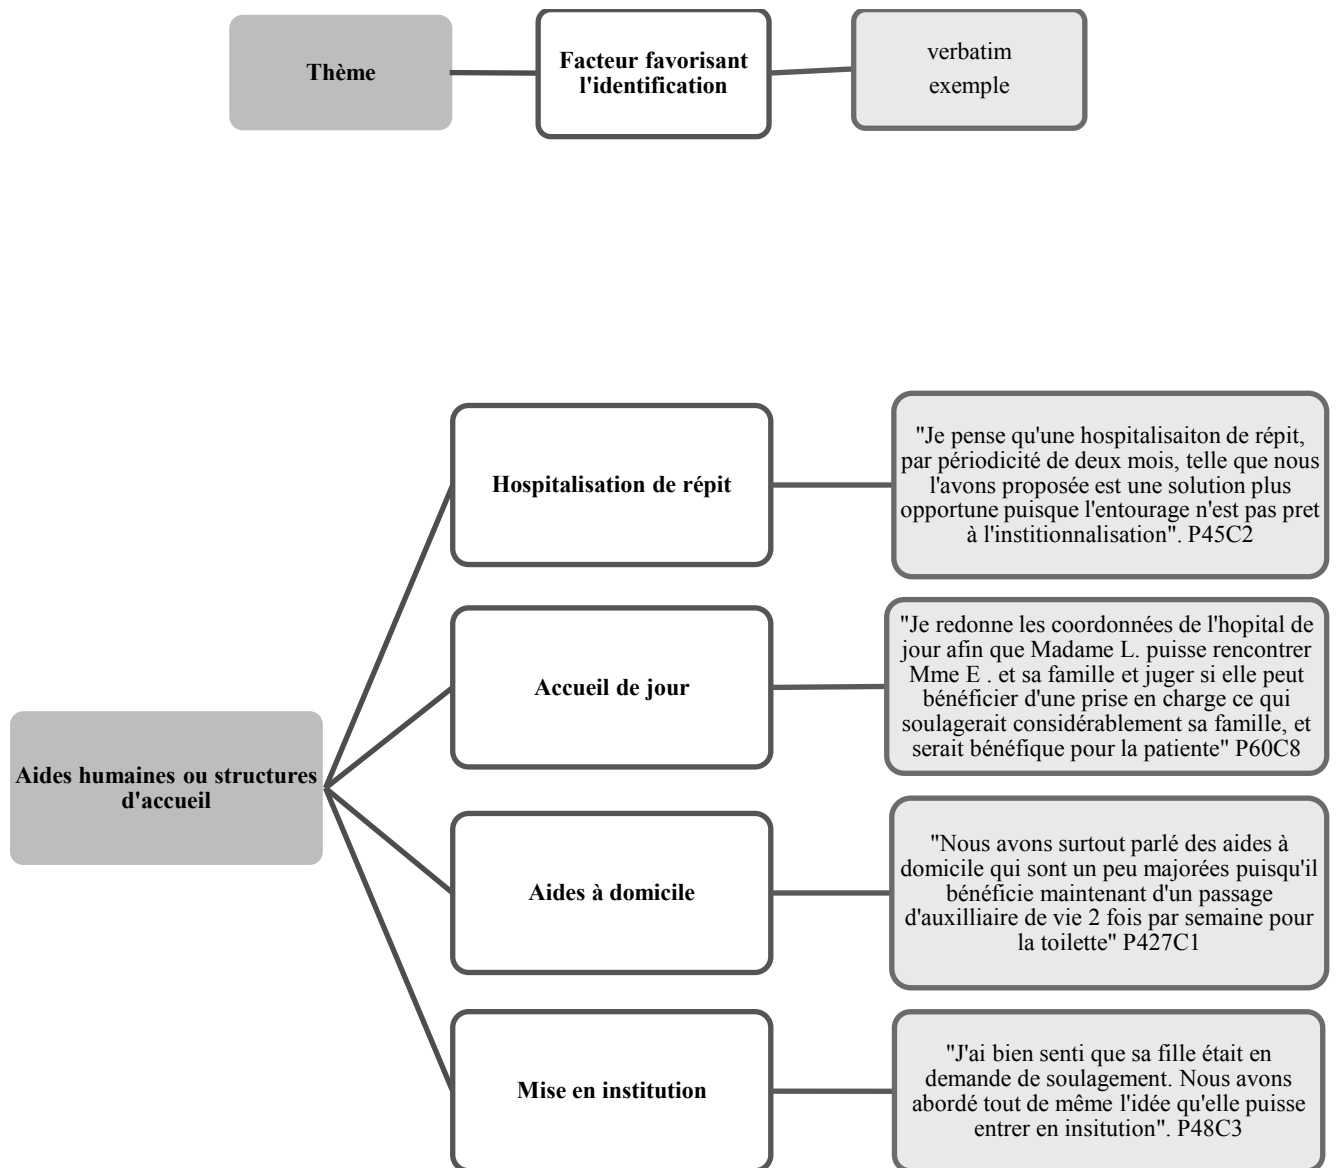 Thème
Facteur favorisant
l'identification
verbatim
exemple
Hospitalisation de répit
"Je pense qu'une hospitalisaiton de répit,
par périodicité de deux mois, telle que nous
l'avons proposée est une solution plus
opportune puisque l'entourage n'est pas pret
à l'institionnalisation". P45C2
Accueil de jour
"Je redonne les coordonnées de l'hopital de
jour afin que Madame L. puisse rencontrer
Mme E . et sa famille et juger si elle peut
bénéficier d'une prise en charge ce qui
soulagerait considérablement sa famille, et
serait bénéfique pour la patiente" P60C8
Aides humaines ou structures
d'accueil
Aides à domicile
"Nous avons surtout parlé des aides à
domicile qui sont un peu majorées puisqu'il
bénéficie maintenant d'un passage
d'auxilliaire de vie 2 fois par semaine pour
la toilette" P427C1
Mise en institution
"J'ai bien senti que sa fille était en
demande de soulagement. Nous avons
abordé tout de même l'idée qu'elle puisse
entrer en insitution". P48C3